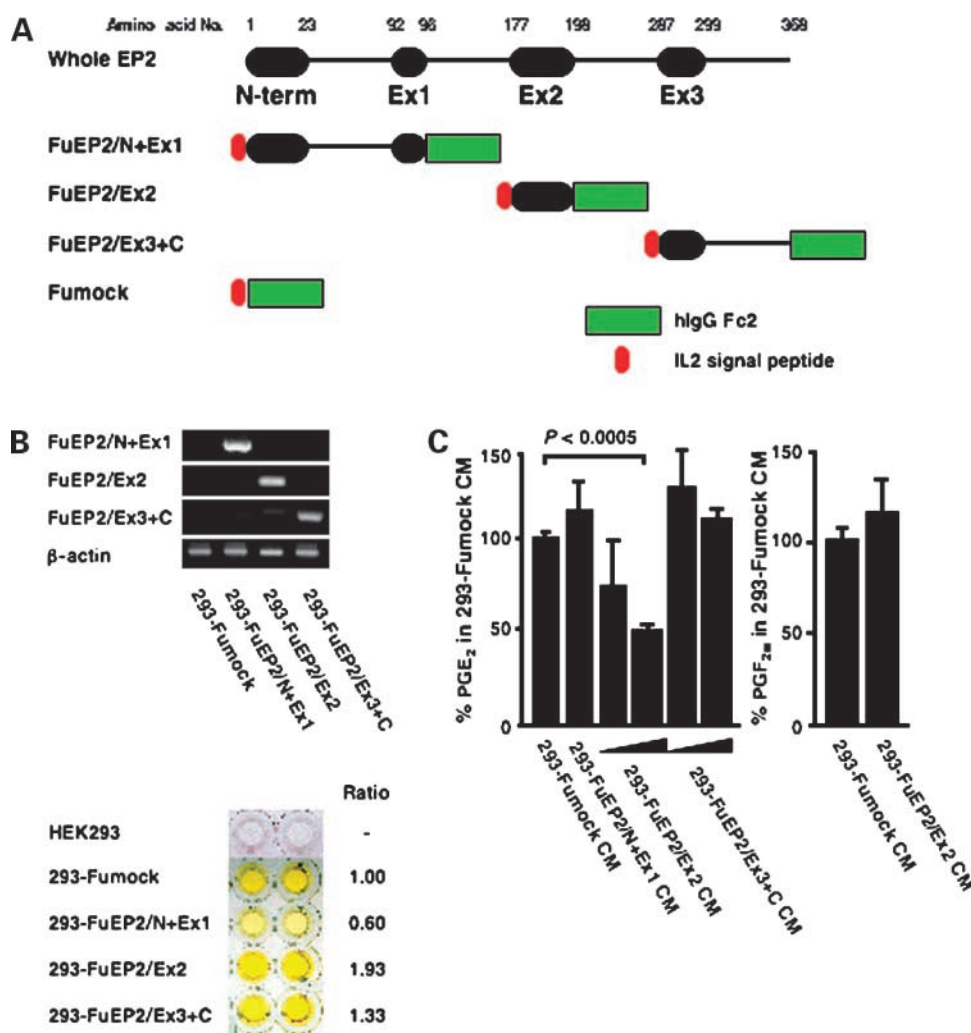 A
Amino acid No. 1 23 92 96 177 198 287 299 368
Whole EP2
N-term Ex1 Ex2 Ex3
FuEP2/N+Ex1
FuEP2/Ex2
FuEP2/Ex3+C
Fumock
hIgG Fc2
IL2 signal peptide
B
FuEP2/N+Ex1
FuEP2/Ex2
FuEP2/Ex3+C
β-actin
293-Fumock
293-FuEP2/N+Ex1
293-FuEP2/Ex2
293-FuEP2/Ex3+C
Ratio
HEK293 -
293-Fumock 1.00
293-FuEP2/N+Ex1 0.60
293-FuEP2/Ex2 1.93
293-FuEP2/Ex3+C 1.33
C
P < 0.0005
% PGE2 in 293-Fumock CM
150
100
50
0
293-Fumock CM
293-FuEP2/N+Ex1 CM
293-FuEP2/Ex2 CM
293-FuEP2/Ex3+C CM
% PGF2■ in 293-Fumock CM
150
100
50
0
293-Fumock CM
293-FuEP2/Ex2 CM